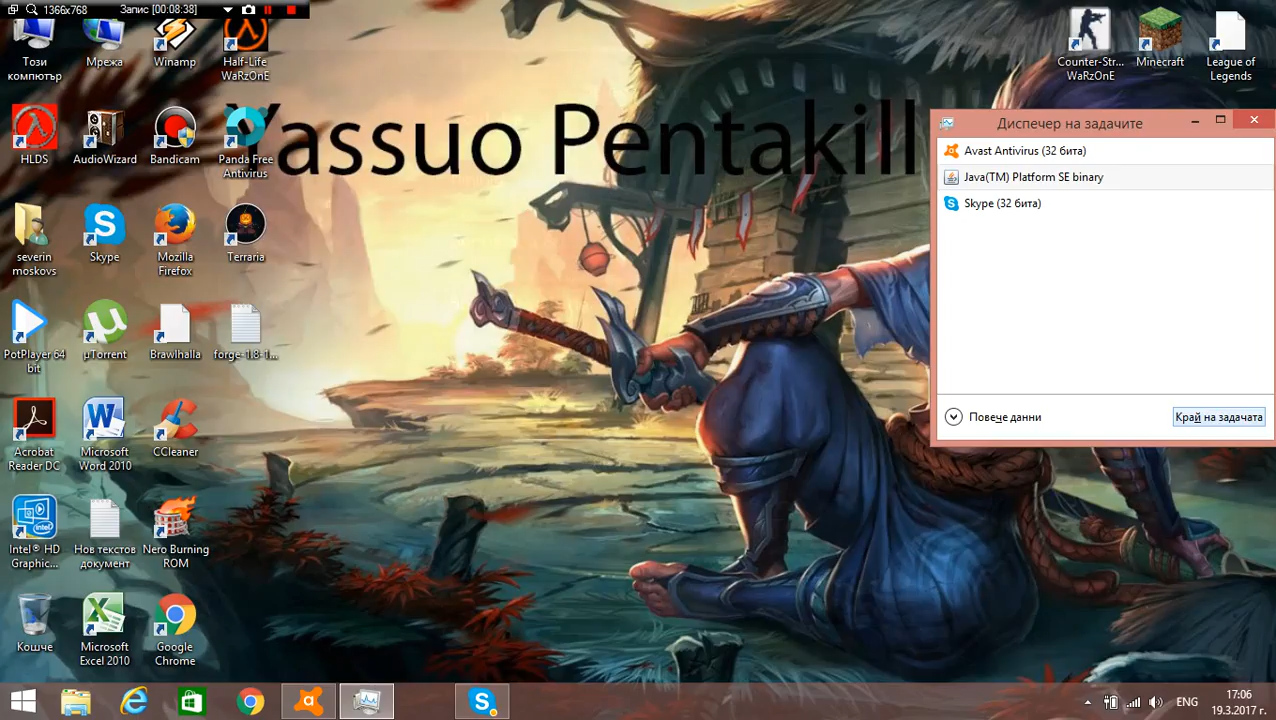 1366x768 Запис [00:08:38]
Този компютър
Мрежа
Winamp
Half-Life WaRzOnE
Counter-Str... WaRzOnE
Minecraft
League of Legends
Yassuo Pentakill
HLDS
AudioWizard
Bandicam
Panda Free Antivirus
severin moskovs
Skype
Mozilla Firefox
Terraria
PotPlayer 64 bit
µTorrent
Brawlhalla
forge-1.8-1...
Acrobat Reader DC
Microsoft Word 2010
CCleaner
Intel® HD Graphic...
Нов текстов документ
Nero Burning ROM
Кошче
Microsoft Excel 2010
Google Chrome
Диспечер на задачите
Avast Antivirus (32 бита)
Java(TM) Platform SE binary
Skype (32 бита)
Повече данни
Край на задачата
ENG
17:06
19.3.2017 г.